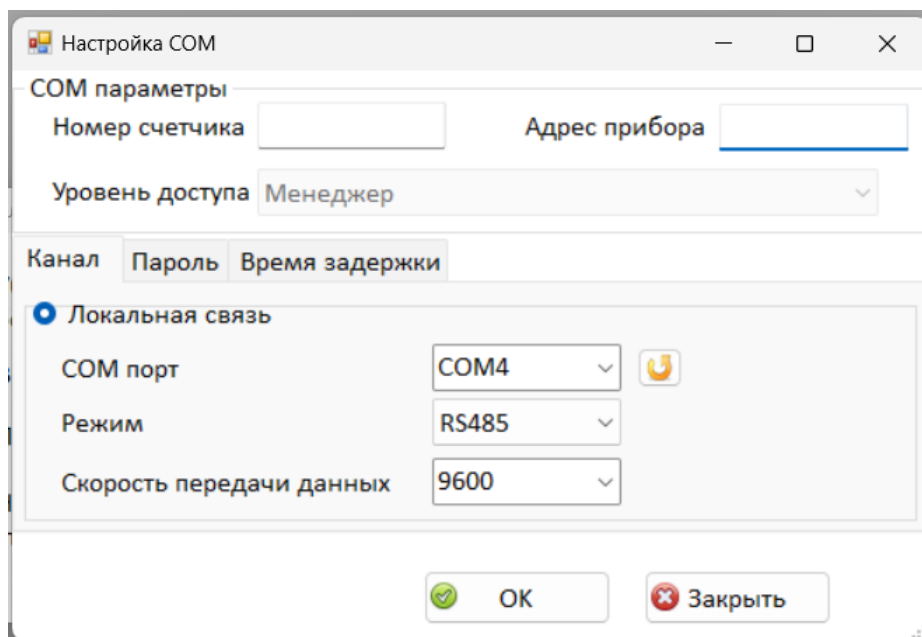 Настройка COM
COM параметры
Номер счетчика Адрес прибора
Уровень доступа Менеджер
Канал Пароль Время задержки
Локальная связь
COM порт COM4
Режим RS485
Скорость передачи данных 9600
OK Закрыть